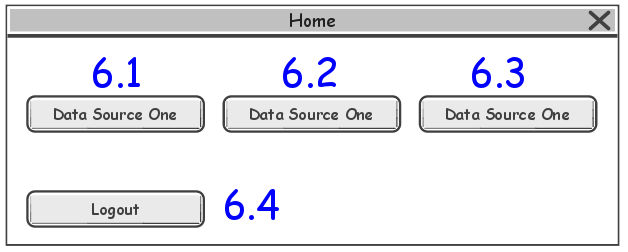 Home
6.1 6.2 6.3
Data Source One Data Source One Data Source One
Logout 6.4